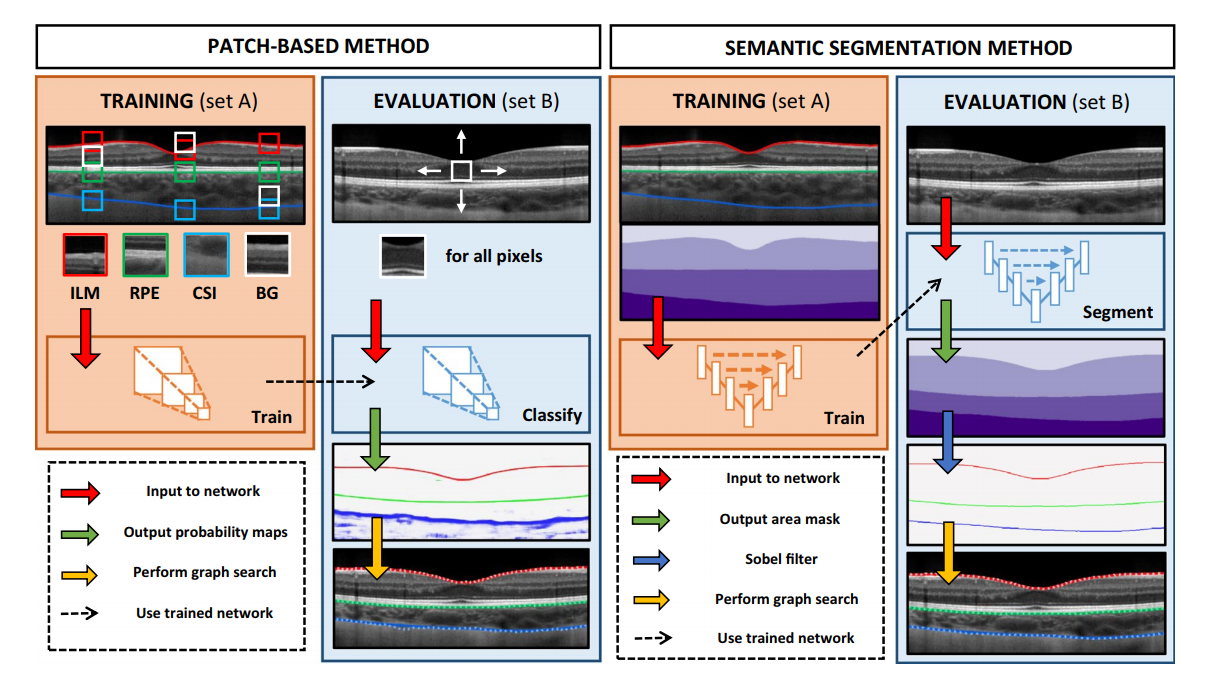 PATCH-BASED METHOD
TRAINING (set A)
ILM
RPE
CSI
BG
Train
Input to network
Output probability maps
Perform graph search
Use trained network
EVALUATION (set B)
for all pixels
Classify
SEMANTIC SEGMENTATION METHOD
TRAINING (set A)
Train
Input to network
Output area mask
Sobel filter
Perform graph search
Use trained network
EVALUATION (set B)
Segment